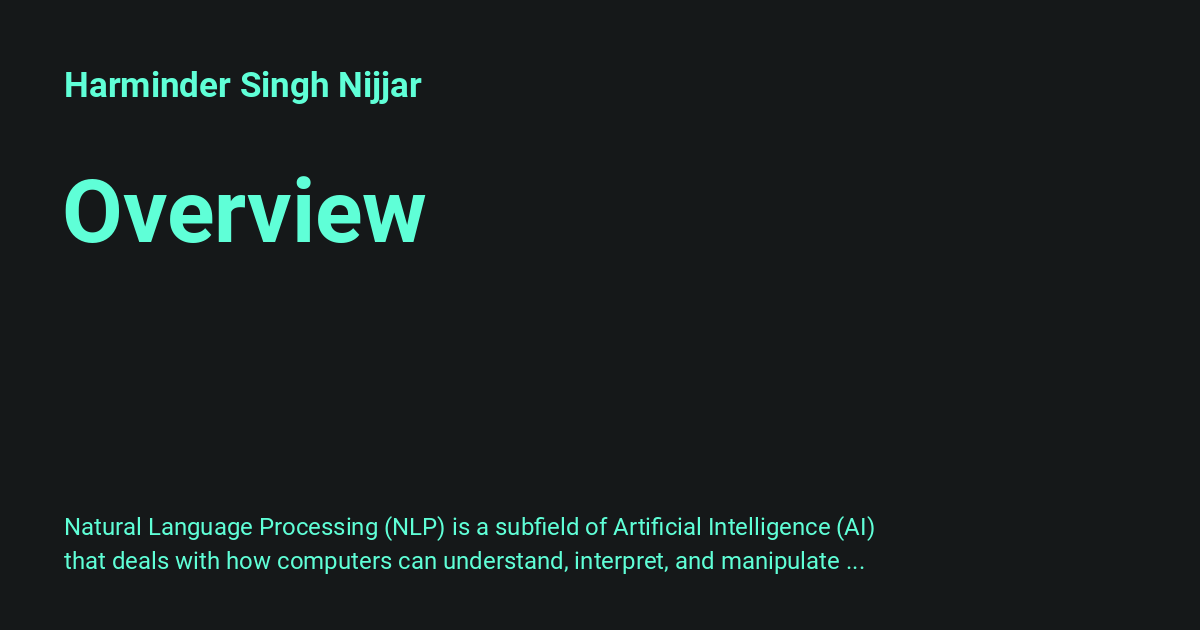 Harminder Singh Nijjar
Overview
Natural Language Processing (NLP) is a subfield of Artificial Intelligence (AI)
that deals with how computers can understand, interpret, and manipulate ...